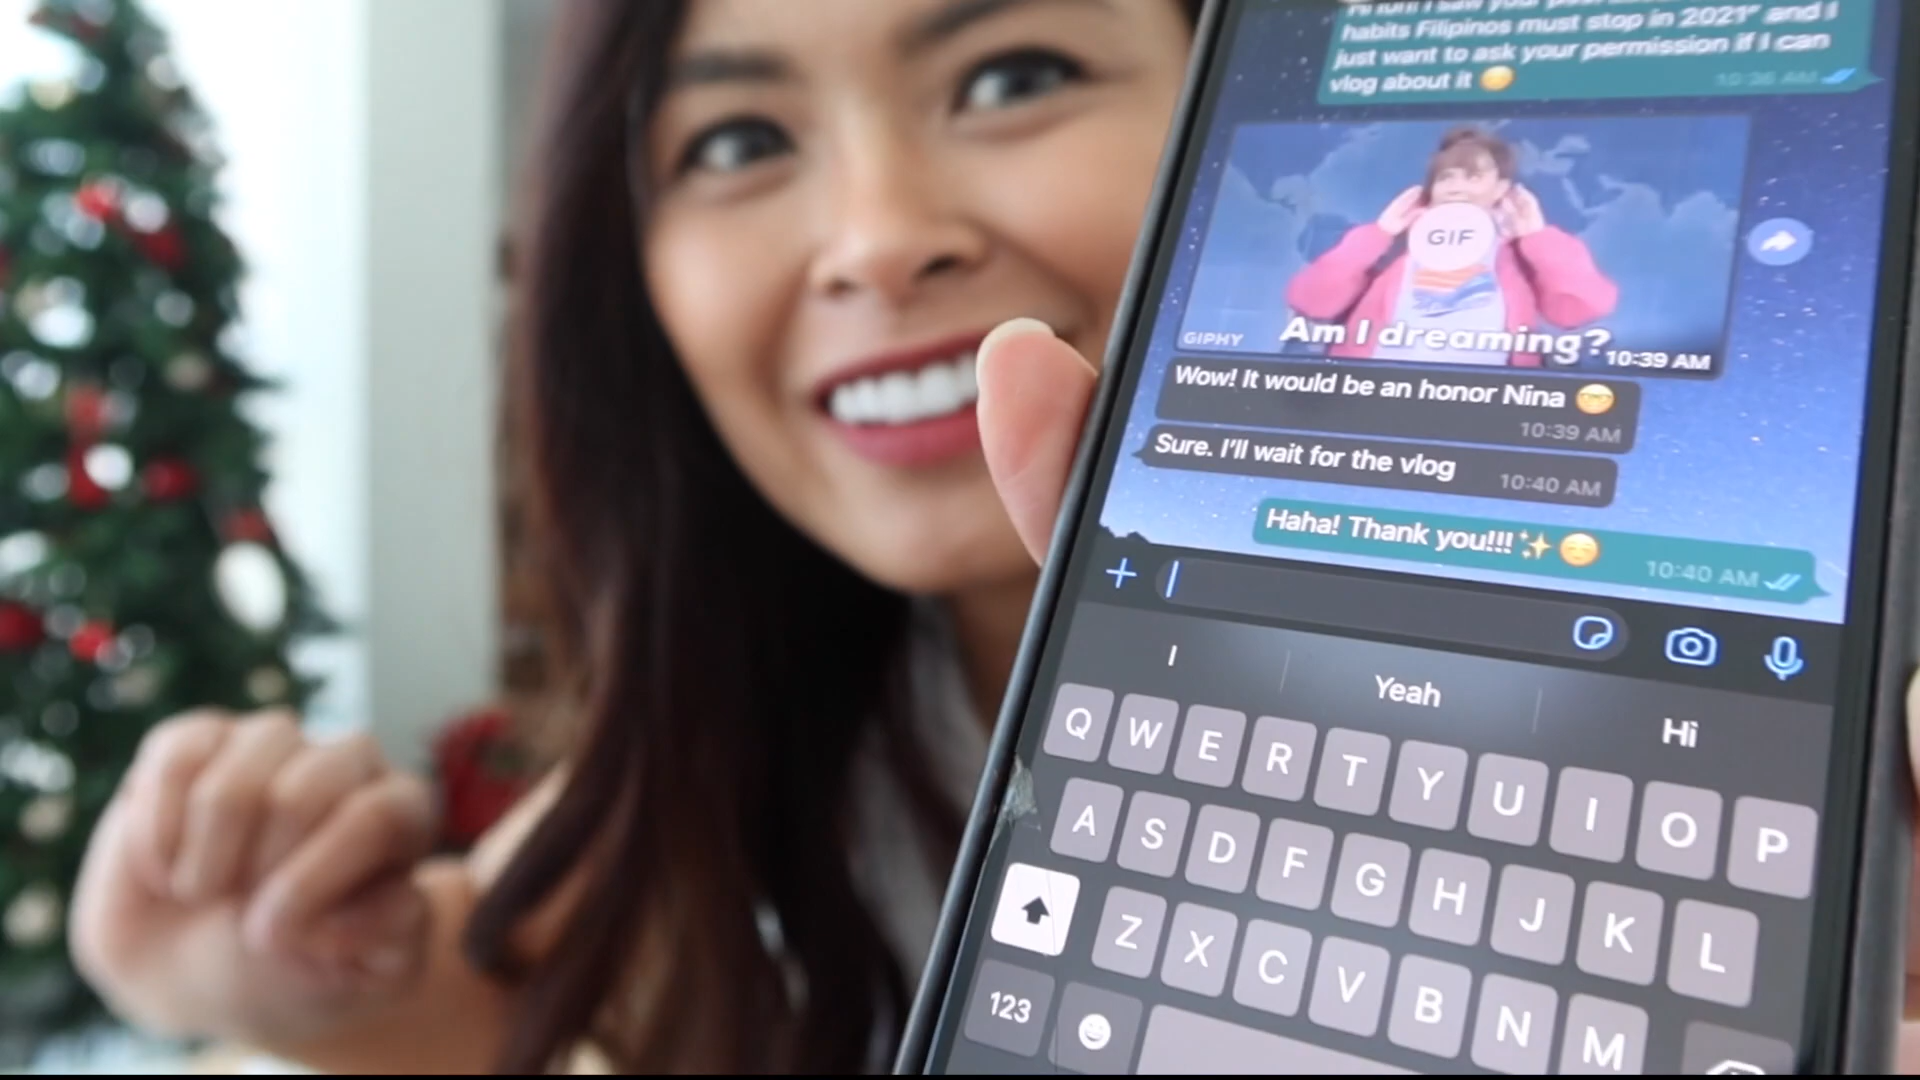 habits Filipinos must stop in 2021" and I
just want to ask your permission if I can
vlog about it 😊
10:36 AM
GIF
GIPHY
Am I dreaming?
10:39 AM
Wow! It would be an honor Nina 🤓
10:39 AM
Sure. I'll wait for the vlog
10:40 AM
Haha! Thank you!!! ✨☺️
10:40 AM
I Yeah Hi
Q W E R T Y U I O P
A S D F G H J K L
Z X C V B N M
123